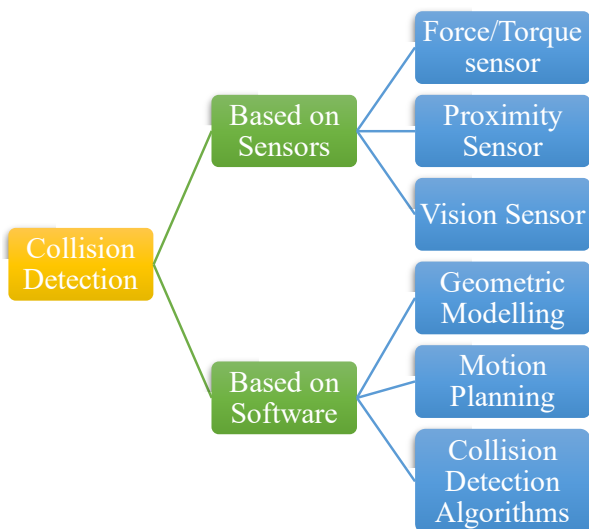 Force/Torque
sensor
Based on
Sensors
Proximity
Sensor
Vision Sensor
Collision
Detection
Geometric
Modelling
Based on
Software
Motion
Planning
Collision
Detection
Algorithms